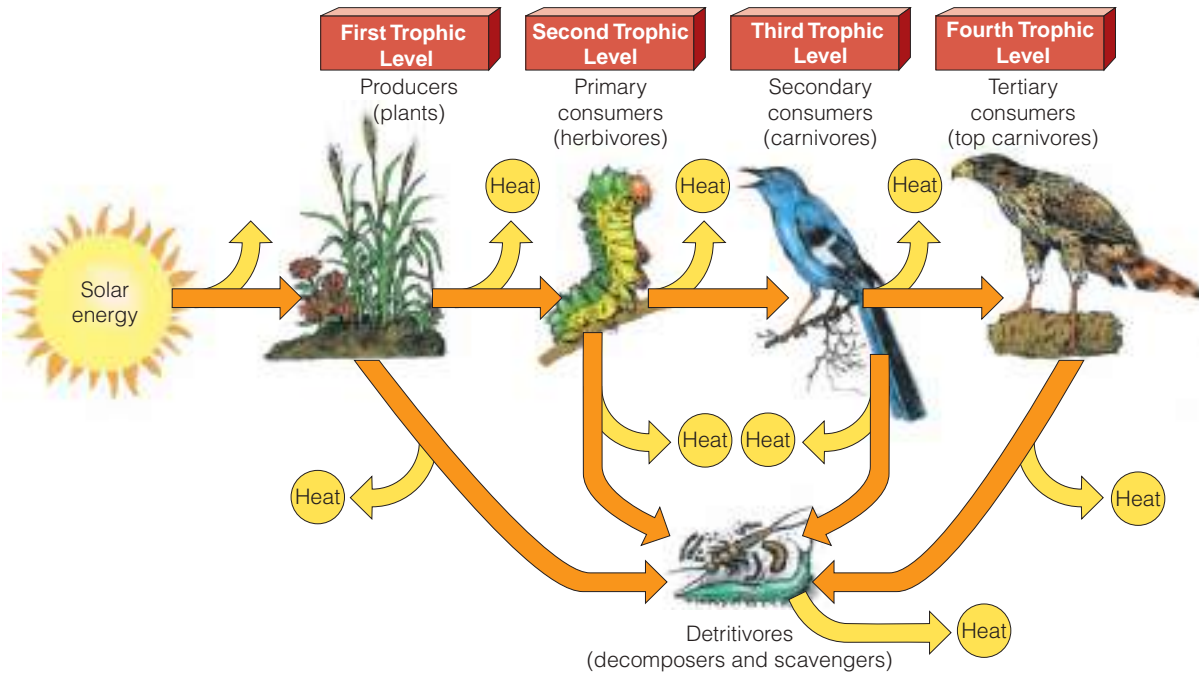 First Trophic
Level
Second Trophic
Level
Third Trophic
Level
Fourth Trophic
Level
Producers
(plants)
Primary
consumers
(herbivores)
Secondary
consumers
(carnivores)
Tertiary
consumers
(top carnivores)
Heat
Heat
Heat
Solar
energy
Heat
Heat
Heat
Heat
Heat
Detritivores
(decomposers and scavengers)